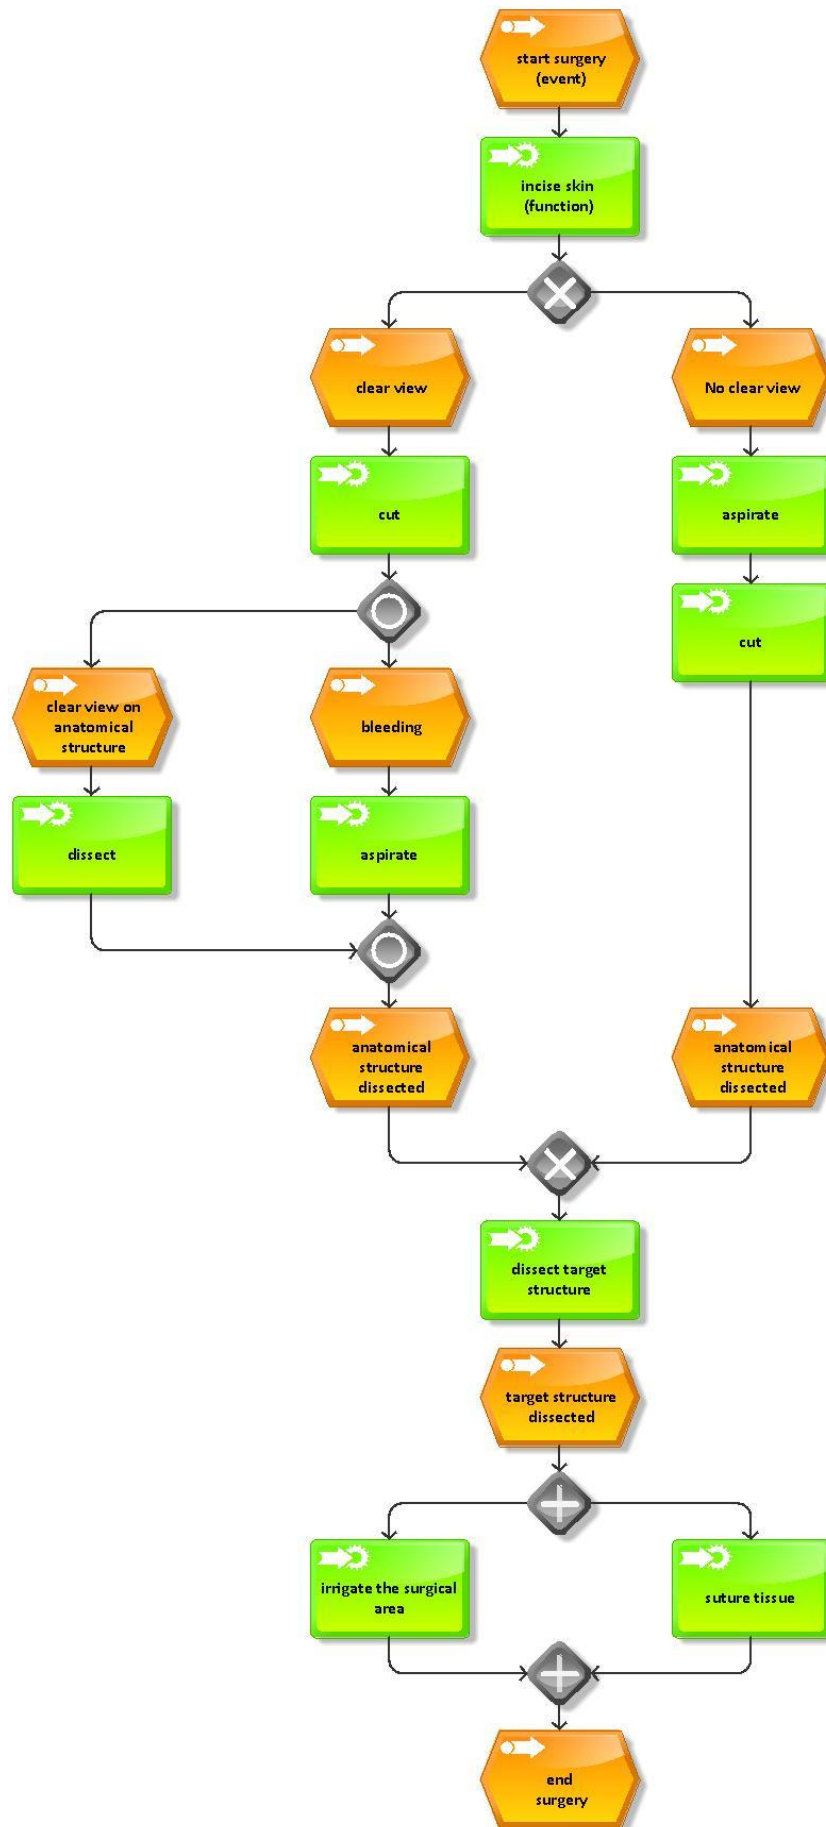 start surgery
(event)
incise skin
(function)
clear view
No clear view
cut
aspirate
cut
clear view on
anatomical
structure
bleeding
dissect
aspirate
anatomical
structure
dissected
anatomical
structure
dissected
dissect target
structure
target structure
dissected
irrigate the surgical
area
suture tissue
end
surgery